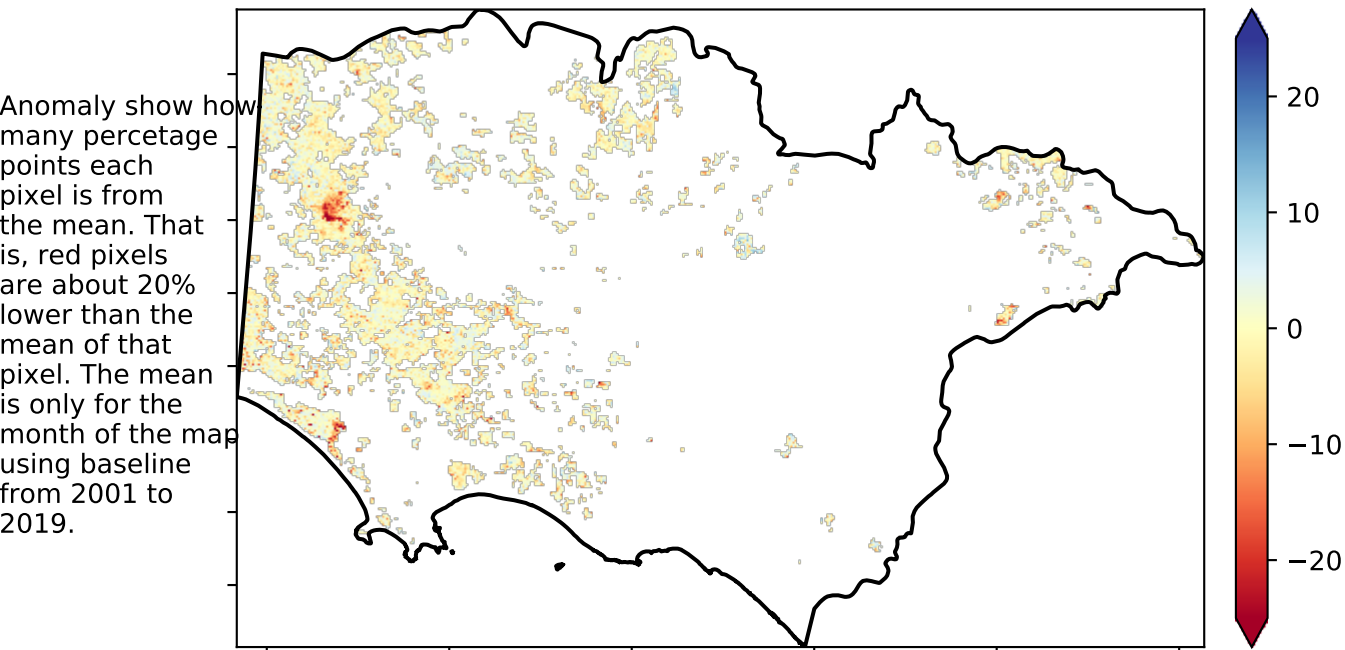 Anomaly show how
many percetage
points each
pixel is from
the mean. That
is, red pixels
are about 20%
lower than the
mean of that
pixel. The mean
is only for the
month of the map
using baseline
from 2001 to
2019.
20
10
0
−10
−20